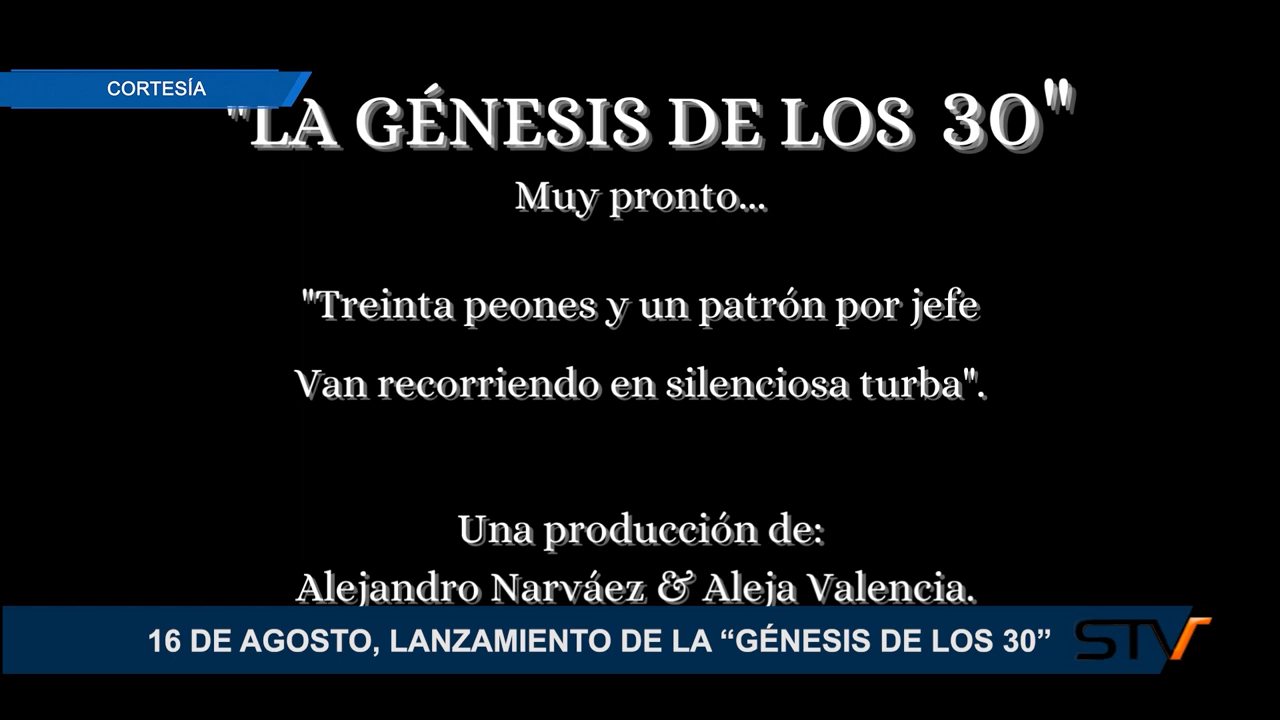 CORTESÍA
"LA GÉNESIS DE LOS 30"
Muy pronto...
"Treinta peones y un patrón por jefe
Van recorriendo en silenciosa turba".
Una producción de:
Alejandro Narváez & Aleja Valencia.
16 DE AGOSTO, LANZAMIENTO DE LA “GÉNESIS DE LOS 30”
STV